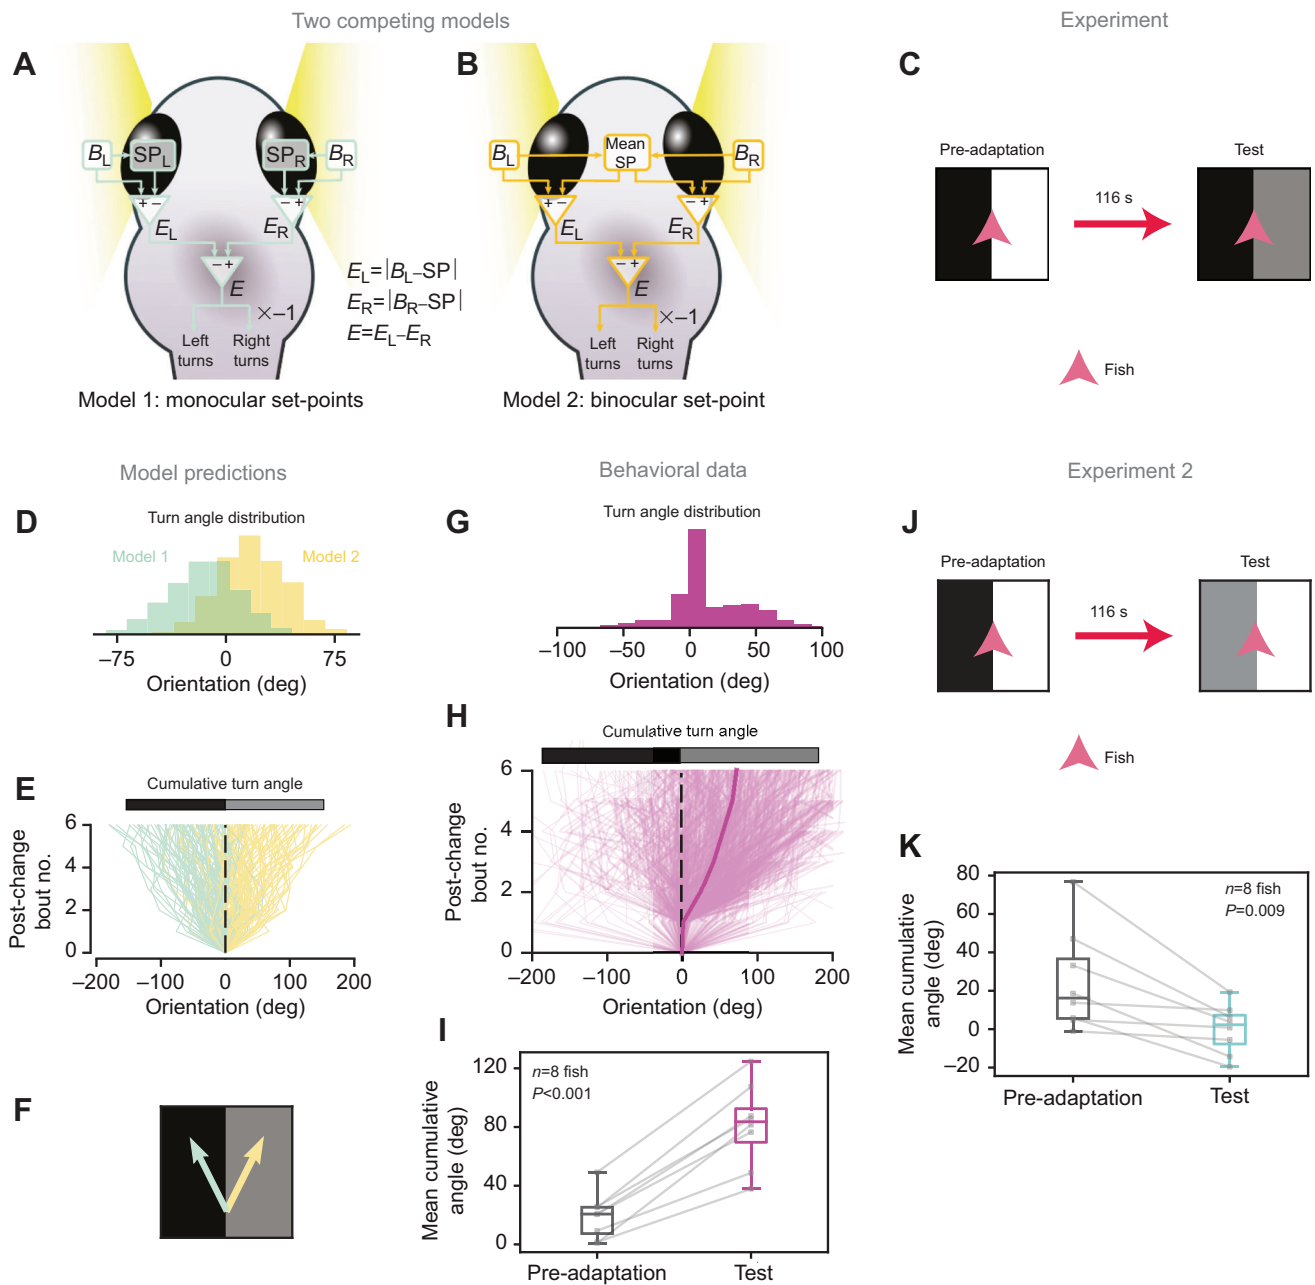 Two competing models
Experiment
A
B
C
B_L
SP_L
SP_R
B_R
B_L
Mean
SP
B_R
Pre-adaptation
Test
116 s
+ −
− +
+ −
− +
E_L
E_R
E_L
E_R
− +
− +
E
E
E_L=|B_L−SP|
E_R=|B_R−SP|
E=E_L−E_R
×−1
×−1
Left
turns
Right
turns
Left
turns
Right
turns
Fish
Model 1: monocular set-points
Model 2: binocular set-point
Model predictions
Behavioral data
Experiment 2
D
Turn angle distribution
Model 1
Model 2
−75
0
75
Orientation (deg)
G
Turn angle distribution
−100
−50
0
50
100
Orientation (deg)
J
Pre-adaptation
Test
116 s
Fish
E
Cumulative turn angle
6
4
2
0
Post-change
bout no.
−200
−100
0
100
200
Orientation (deg)
H
Cumulative turn angle
6
4
2
0
Post-change
bout no.
−200
−100
0
100
200
Orientation (deg)
K
80
60
40
20
0
−20
Mean cumulative
angle (deg)
n=8 fish
P=0.009
Pre-adaptation
Test
F
I
120
80
40
0
Mean cumulative
angle (deg)
n=8 fish
P<0.001
Pre-adaptation
Test